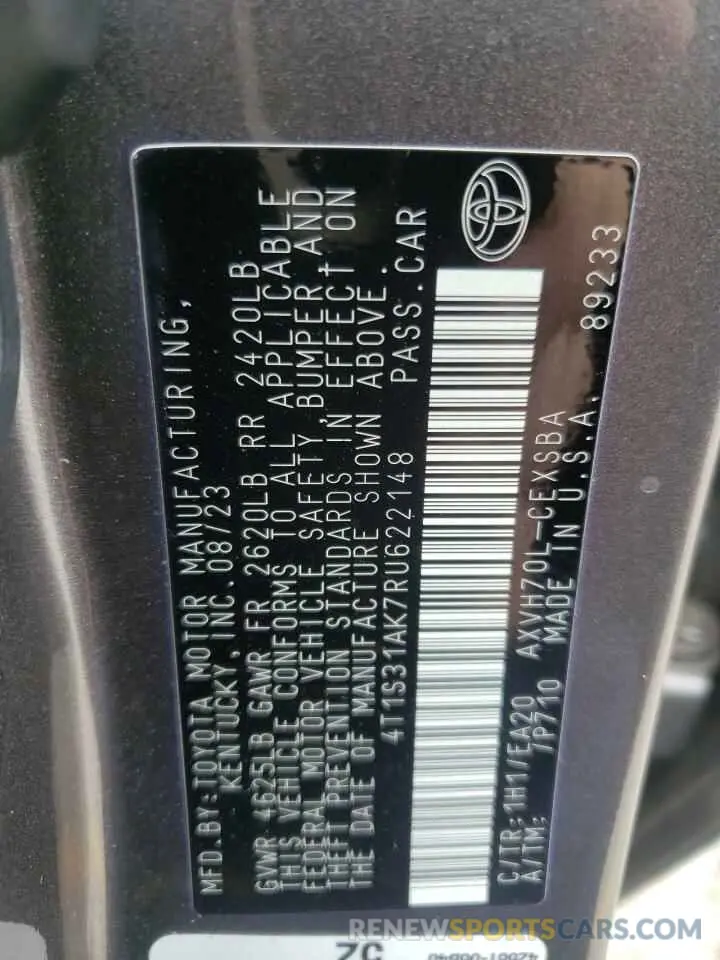 MFD.BY:TOYOTA MOTOR MANUFACTURING,
KENTUCKY, INC. 08/23
GVWR 4625LB GAWR FR 2620LB RR 2420LB
THIS VEHICLE CONFORMS TO ALL APPLICABLE
FEDERAL MOTOR VEHICLE SAFETY, BUMPER AND
THEFT PREVENTION STANDARDS IN EFFECT ON
THE DATE OF MANUFACTURE SHOWN ABOVE.
4T1S31AK7RU622148 PASS.CAR
C/TR:1H1/EA20 AXVH70L-CEXSBA
A/TM: /P710 MADE IN U.S.A. 89233
RENEWSPORTCARS.COM